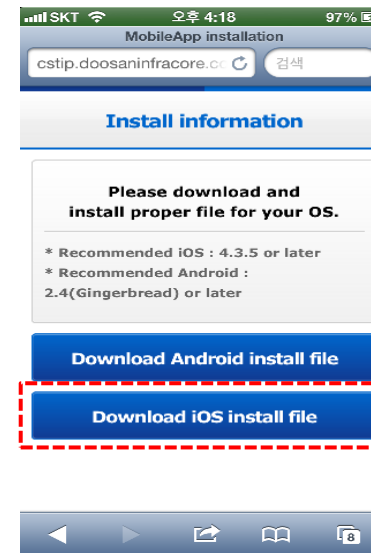 SKT 오후 4:18 97%
MobileApp installation
cstip.doosaninfracore.cc 검색
Install information
Please download and
install proper file for your OS.
* Recommended iOS : 4.3.5 or later
* Recommended Android :
2.4(Gingerbread) or later
Download Android install file
Download iOS install file
8